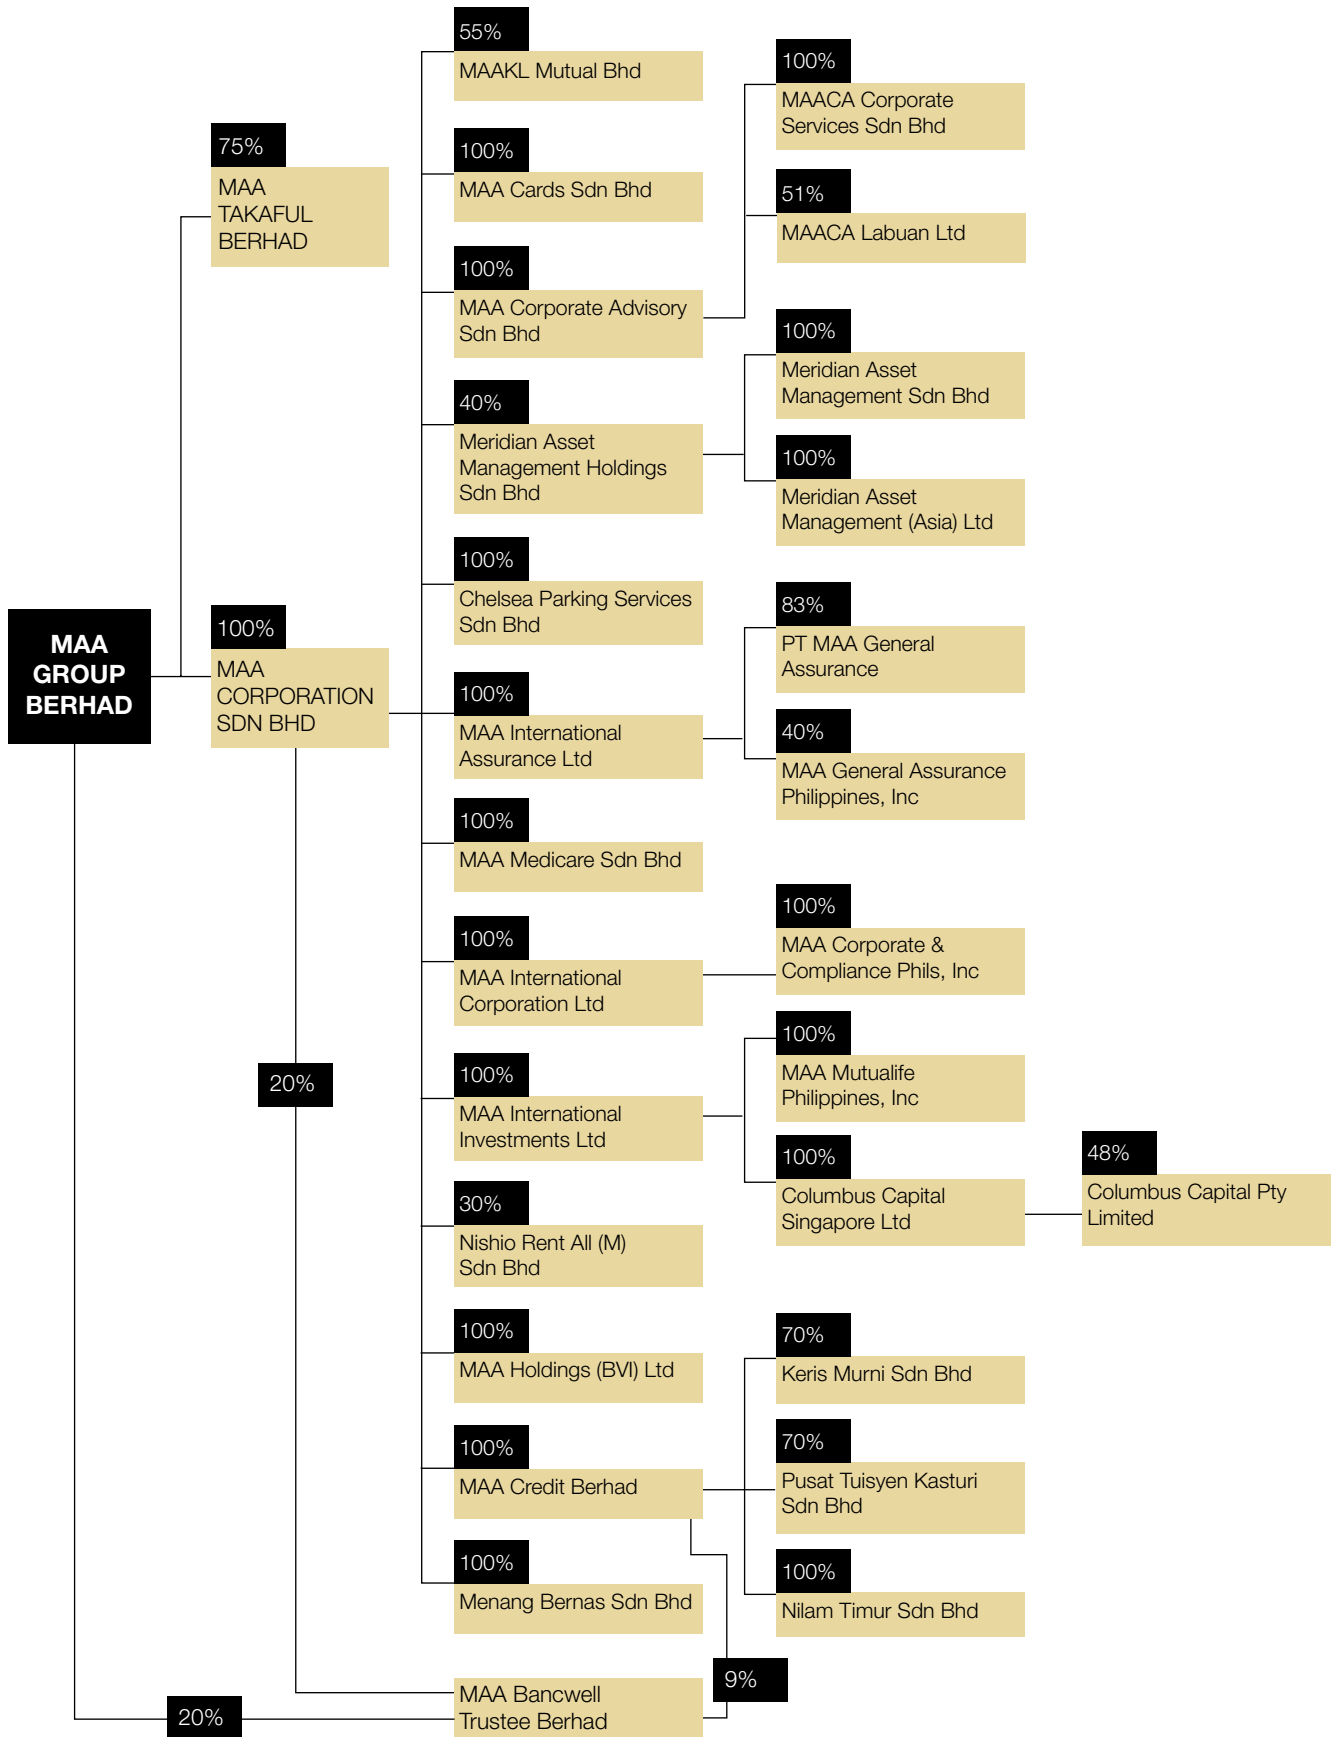 MAA
GROUP
BERHAD
75%
MAA
TAKAFUL
BERHAD
100%
MAA
CORPORATION
SDN BHD
20%
20%
55%
MAAKL Mutual Bhd
100%
MAA Cards Sdn Bhd
100%
MAA Corporate Advisory
Sdn Bhd
40%
Meridian Asset
Management Holdings
Sdn Bhd
100%
Chelsea Parking Services
Sdn Bhd
100%
MAA International
Assurance Ltd
100%
MAA Medicare Sdn Bhd
100%
MAA International
Corporation Ltd
100%
MAA International
Investments Ltd
30%
Nishio Rent All (M)
Sdn Bhd
100%
MAA Holdings (BVI) Ltd
100%
MAA Credit Berhad
100%
Menang Bernas Sdn Bhd
MAA Bancwell
Trustee Berhad
9%
100%
MAACA Corporate
Services Sdn Bhd
51%
MAACA Labuan Ltd
100%
Meridian Asset
Management Sdn Bhd
100%
Meridian Asset
Management (Asia) Ltd
83%
PT MAA General
Assurance
40%
MAA General Assurance
Philippines, Inc
100%
MAA Corporate &
Compliance Phils, Inc
100%
MAA Mutualife
Philippines, Inc
100%
Columbus Capital
Singapore Ltd
48%
Columbus Capital Pty
Limited
70%
Keris Murni Sdn Bhd
70%
Pusat Tuisyen Kasturi
Sdn Bhd
100%
Nilam Timur Sdn Bhd